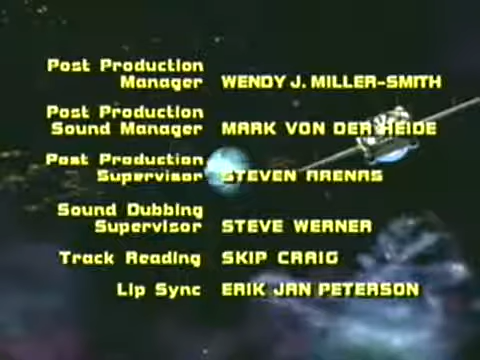 Post Production
Manager WENDY J. MILLER-SMITH
Post Production
Sound Manager MARK VON DER HEIDE
Post Production
Supervisor STEVEN ARENAS
Sound Dubbing
Supervisor STEVE WERNER
Track Reading SKIP CRAIG
Lip Sync ERIK JAN PETERSON